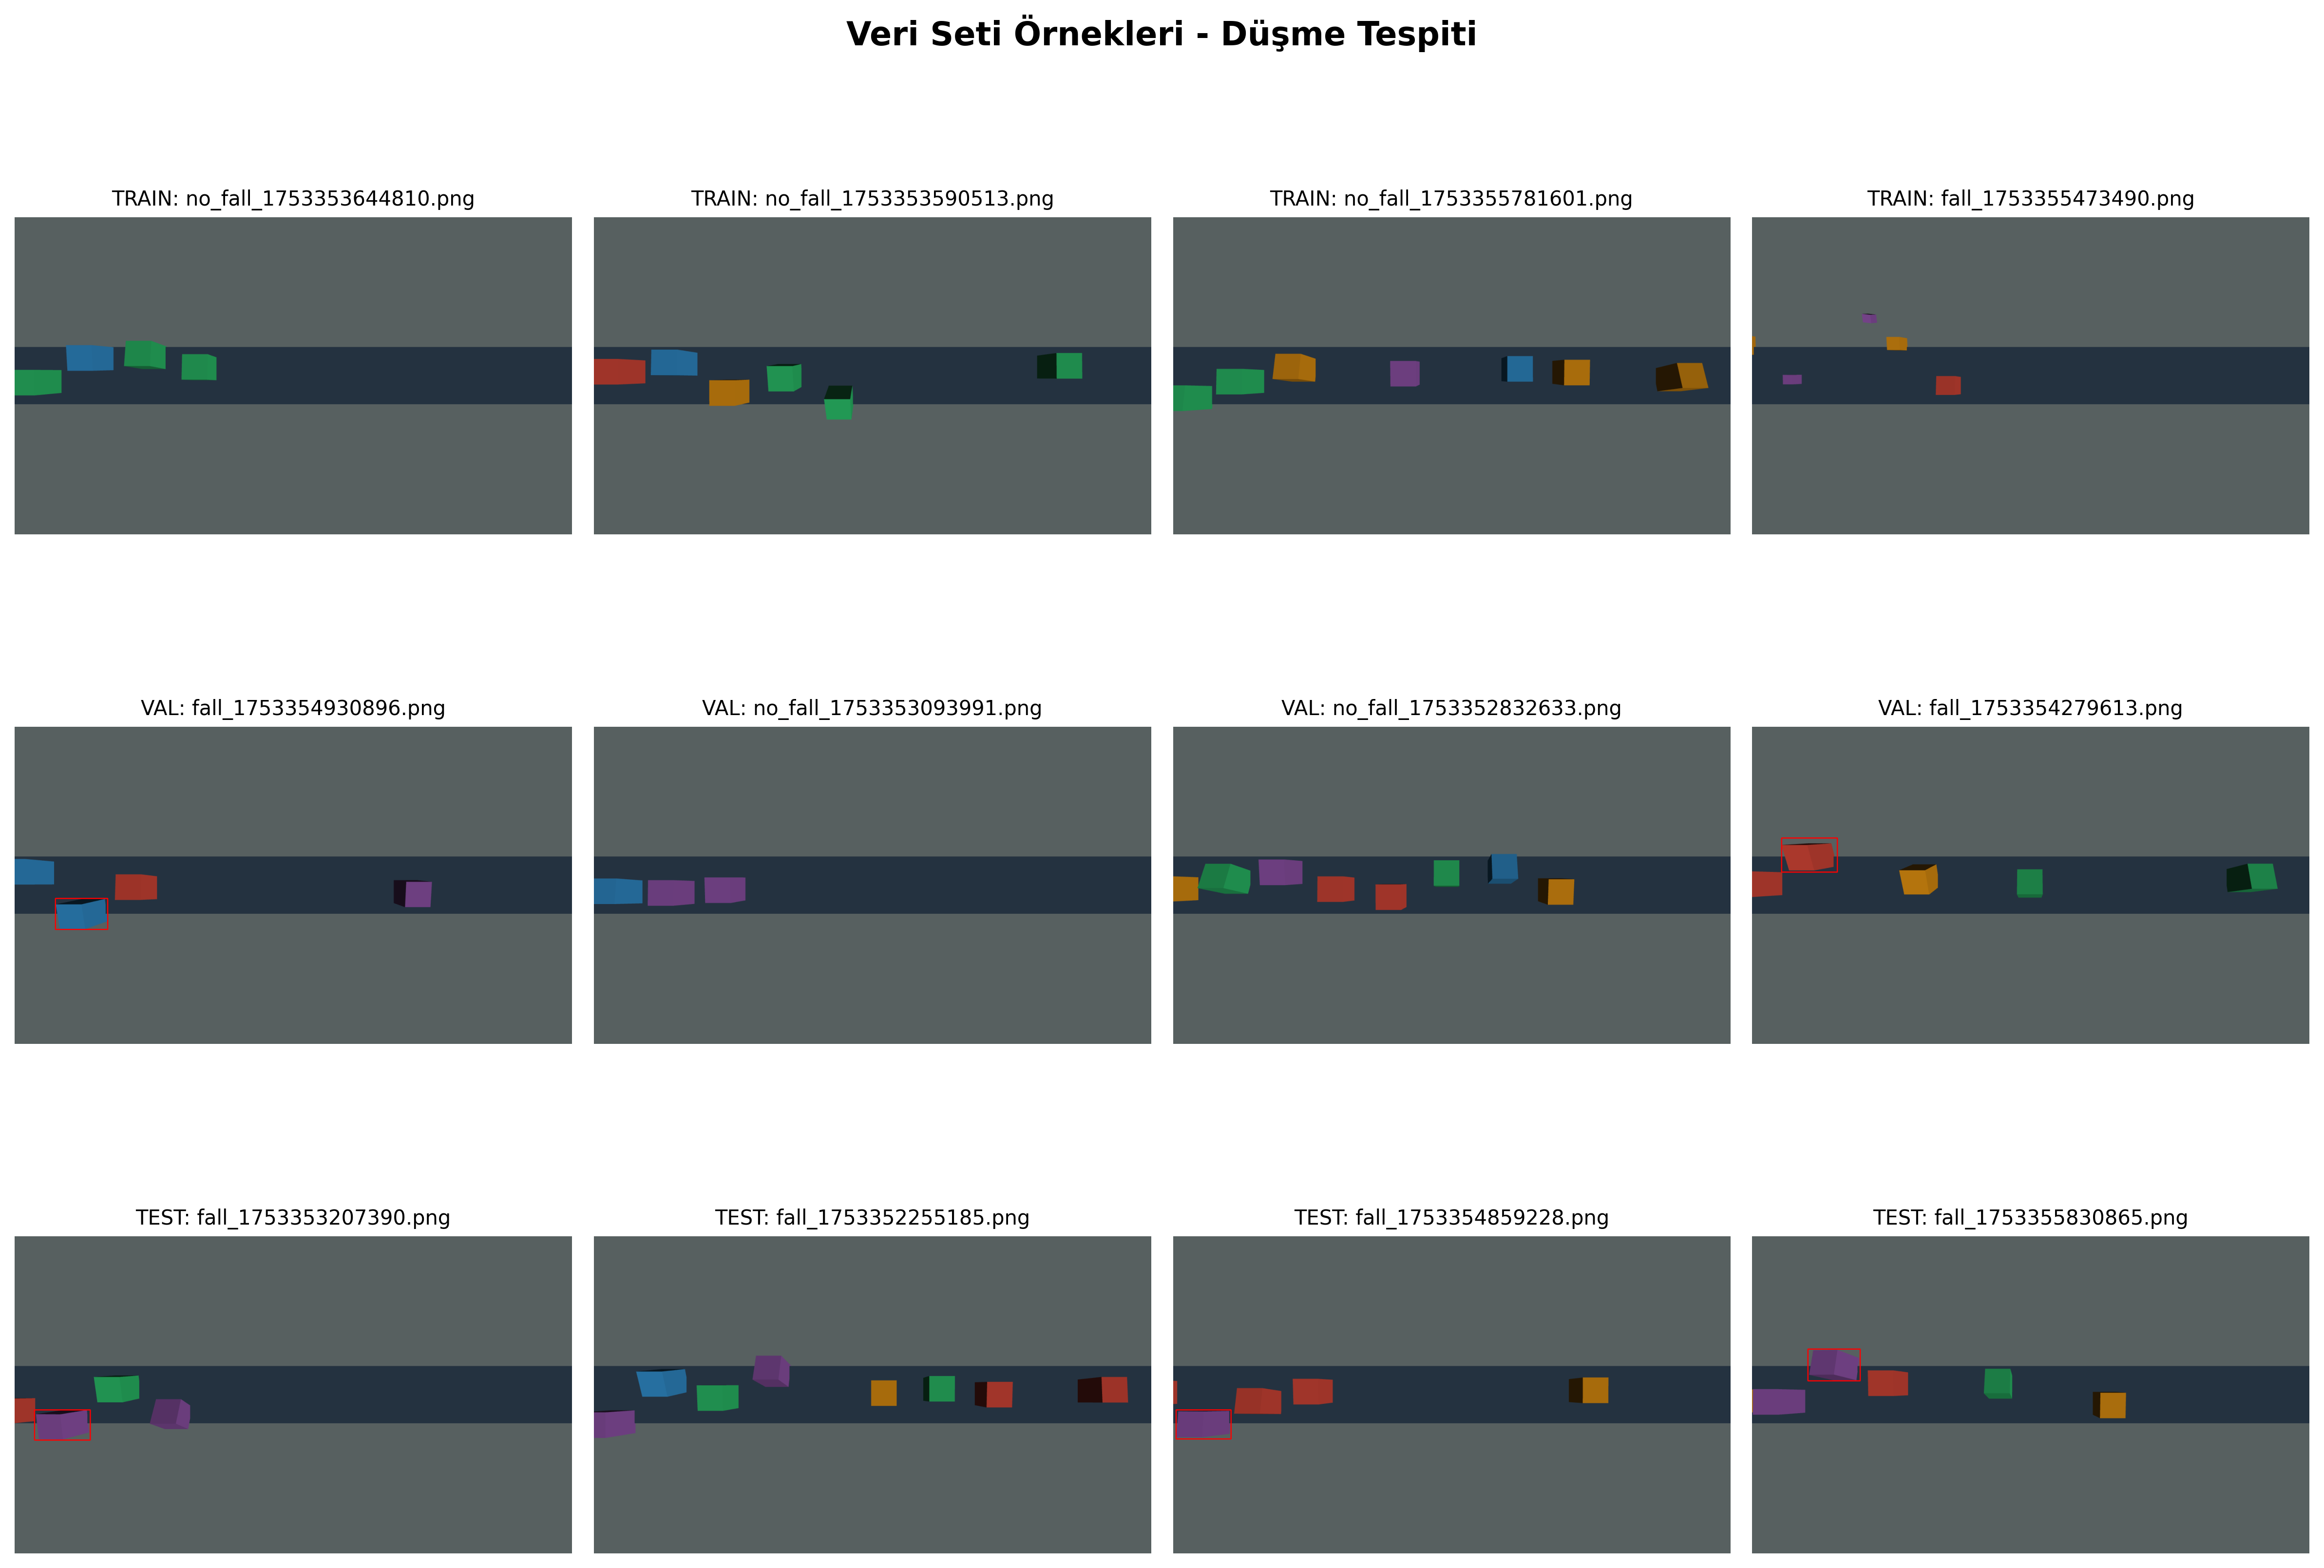 Veri Seti Örnekleri - Düşme Tespiti
TRAIN: no_fall_1753353644810.png
TRAIN: no_fall_1753353590513.png
TRAIN: no_fall_1753355781601.png
TRAIN: fall_1753355473490.png
VAL: fall_1753354930896.png
VAL: no_fall_1753353093991.png
VAL: no_fall_1753352832633.png
VAL: fall_1753354279613.png
TEST: fall_1753353207390.png
TEST: fall_1753352255185.png
TEST: fall_1753354859228.png
TEST: fall_1753355830865.png